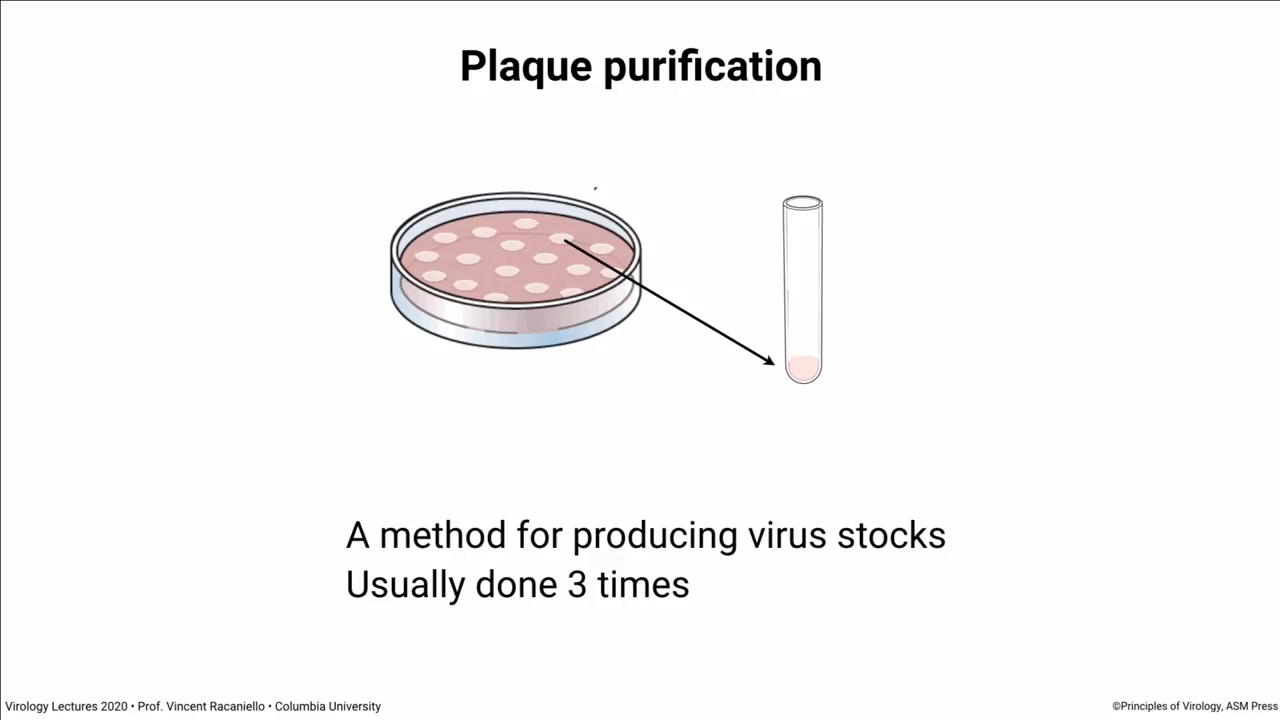 Plaque purification
A method for producing virus stocks
Usually done 3 times
Virology Lectures 2020 • Prof. Vincent Racaniello • Columbia University
©Principles of Virology, ASM Press